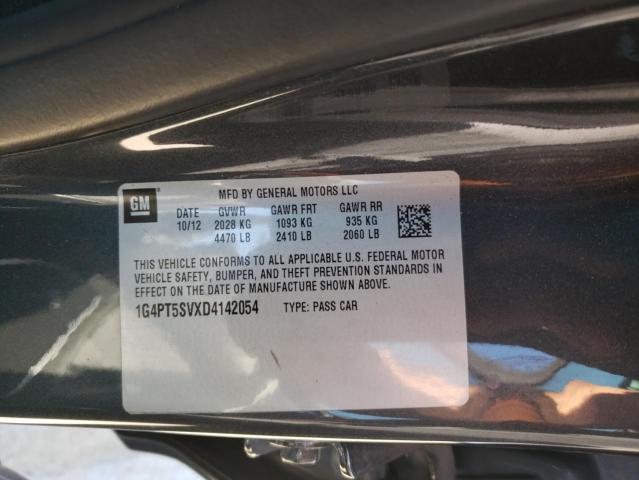 MFD BY GENERAL MOTORS LLC
GM
DATE GVWR GAWR FRT GAWR RR
10/12 2028 KG 1093 KG 935 KG
4470 LB 2410 LB 2060 LB
THIS VEHICLE CONFORMS TO ALL APPLICABLE U.S. FEDERAL MOTOR
VEHICLE SAFETY, BUMPER, AND THEFT PREVENTION STANDARDS IN
EFFECT ON THE DATE OF MANUFACTURE SHOWN ABOVE.
1G4PT5SVXD4142054 TYPE: PASS CAR